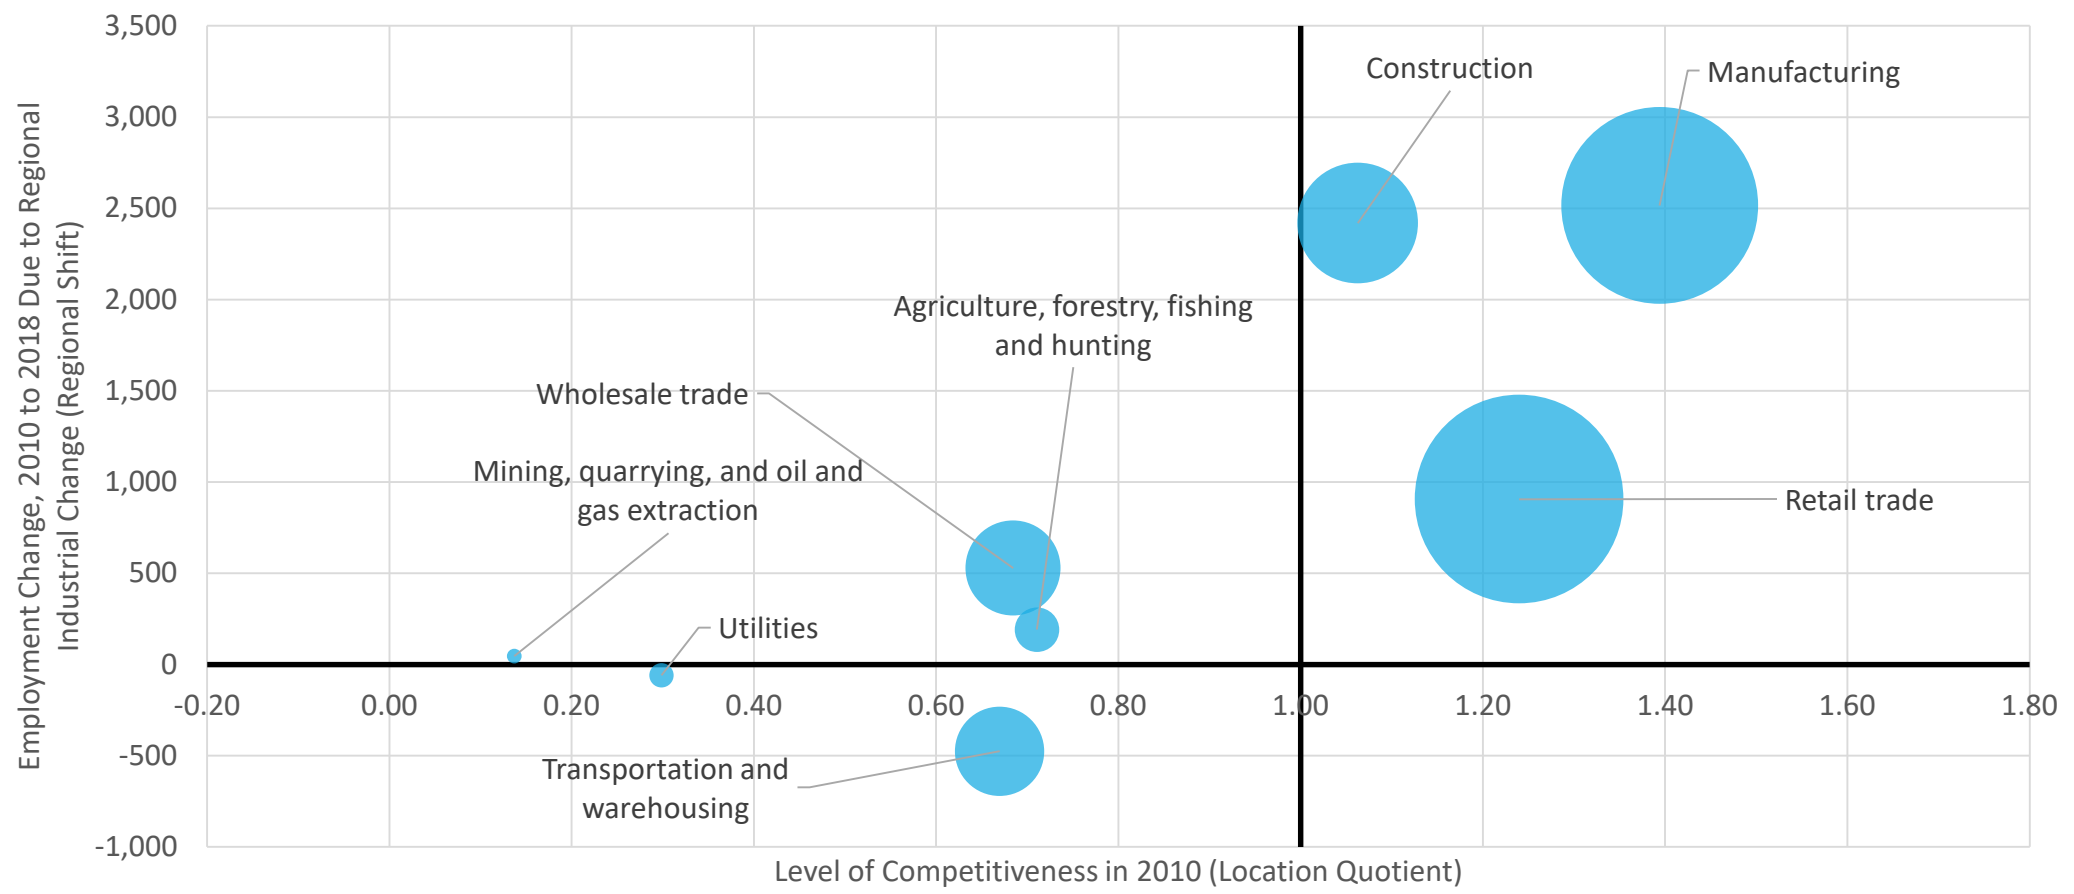 Employment Change, 2010 to 2018 Due to Regional
Industrial Change (Regional Shift)
3,500
3,000
2,500
2,000
1,500
1,000
500
0
-500
-1,000
Construction
Manufacturing
Agriculture, forestry, fishing
and hunting
Wholesale trade
Mining, quarrying, and oil and
gas extraction
Retail trade
Utilities
Transportation and
warehousing
-0.20 0.00 0.20 0.40 0.60 0.80 1.00 1.20 1.40 1.60 1.80
Level of Competitiveness in 2010 (Location Quotient)